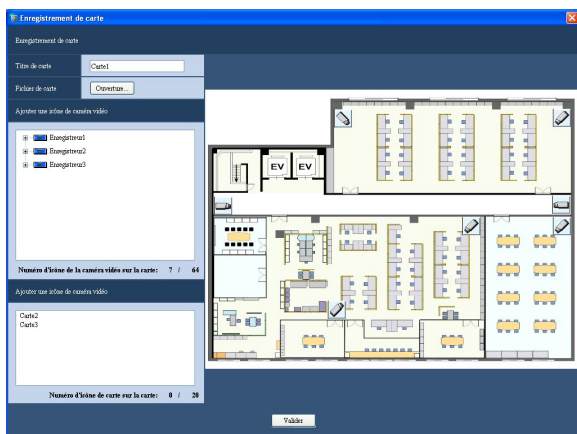 Enregistrement de carte
Enregistrement de carte
Titre de carte
Carte1
Fichier de carte
Ouverture...
Ajouter une icône de caméra vidéo
Enregistreur1
Enregistreur2
Enregistreur3
Numéro d'icône de la caméra vidéo sur la carte: 7 / 64
Ajouter une icône de caméra vidéo
Carte2
Carte3
Numéro d'icône de carte sur la carte: 0 / 20
EV
EV
Valider